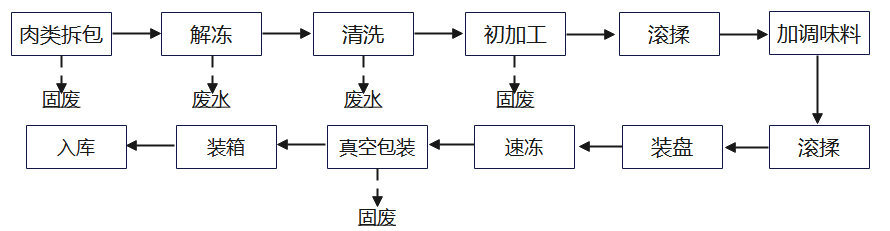 肉类拆包 解冻 清洗 初加工 滚揉 加调味料
固废 废水 废水 固废
入库 装箱 真空包装 速冻 装盘 滚揉
固废